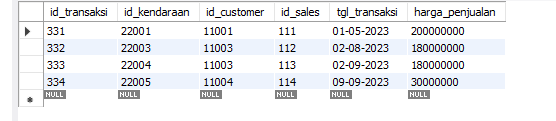 id_transaksi id_kendaraan id_customer id_sales tgl_transaksi harga_penjualan
331 22001 11001 111 01-05-2023 200000000
332 22003 11003 112 02-08-2023 180000000
333 22004 11003 113 02-09-2023 180000000
334 22005 11004 114 09-09-2023 30000000
NULL NULL NULL NULL NULL NULL